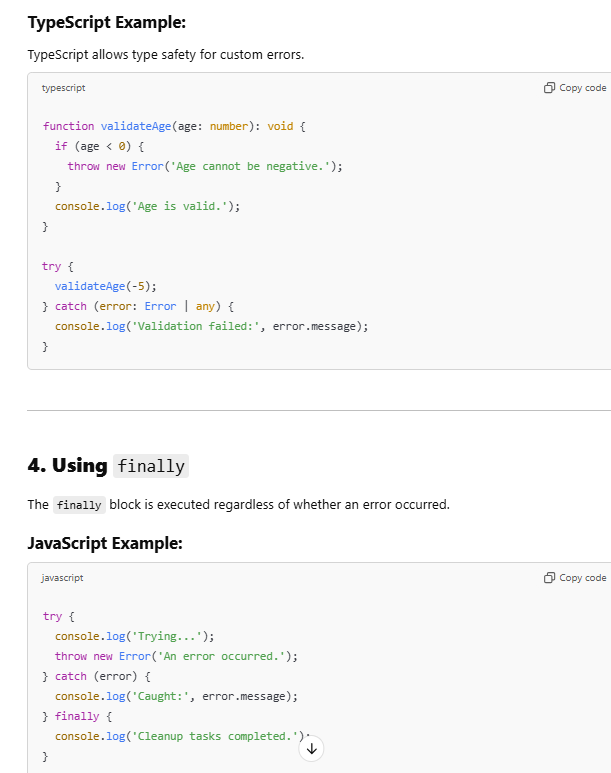 TypeScript Example:
TypeScript allows type safety for custom errors.
typescript
Copy code
function validateAge(age: number): void {
  if (age < 0) {
    throw new Error('Age cannot be negative.');
  }
  console.log('Age is valid.');
}

try {
  validateAge(-5);
} catch (error: Error | any) {
  console.log('Validation failed:', error.message);
}
4. Using finally
The finally block is executed regardless of whether an error occurred.
JavaScript Example:
javascript
Copy code
try {
  console.log('Trying...');
  throw new Error('An error occurred.');
} catch (error) {
  console.log('Caught:', error.message);
} finally {
  console.log('Cleanup tasks completed.');
}